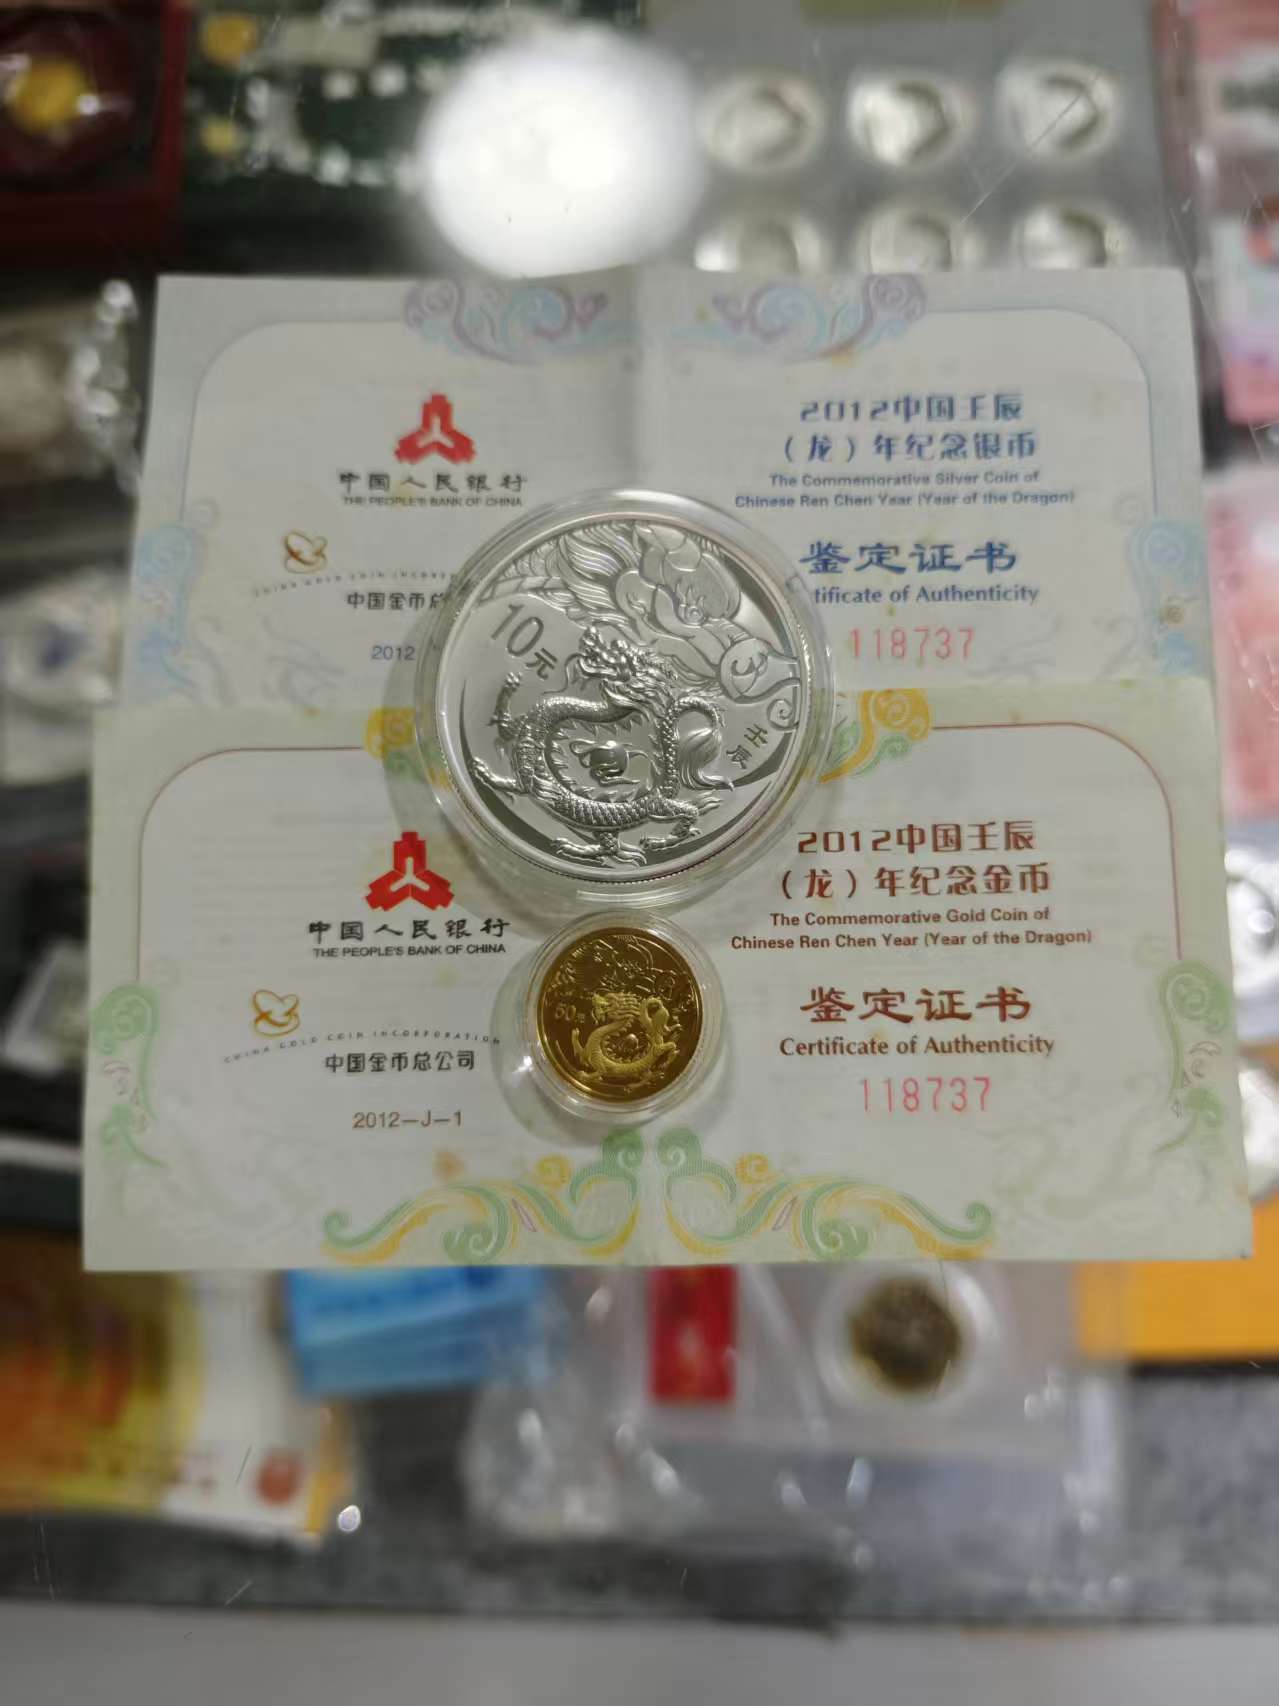 中国人民银行
THE PEOPLE'S BANK OF CHINA
中国金币总
2012
2012中国壬辰
(龙)年纪念银币
The Commemorative Silver Coin of
Chinese Ren Chen Year (Year of the Dragon)
鉴定证书
tificate of Authenticity
118737
10元
壬辰
中国人民银行
THE PEOPLE'S BANK OF CHINA
CHINA GOLD COIN INCORPORATION
中国金币总公司
2012-J-1
2012中国壬辰
(龙)年纪念金币
The Commemorative Gold Coin of
Chinese Ren Chen Year (Year of the Dragon)
鉴定证书
Certificate of Authenticity
118737
50元